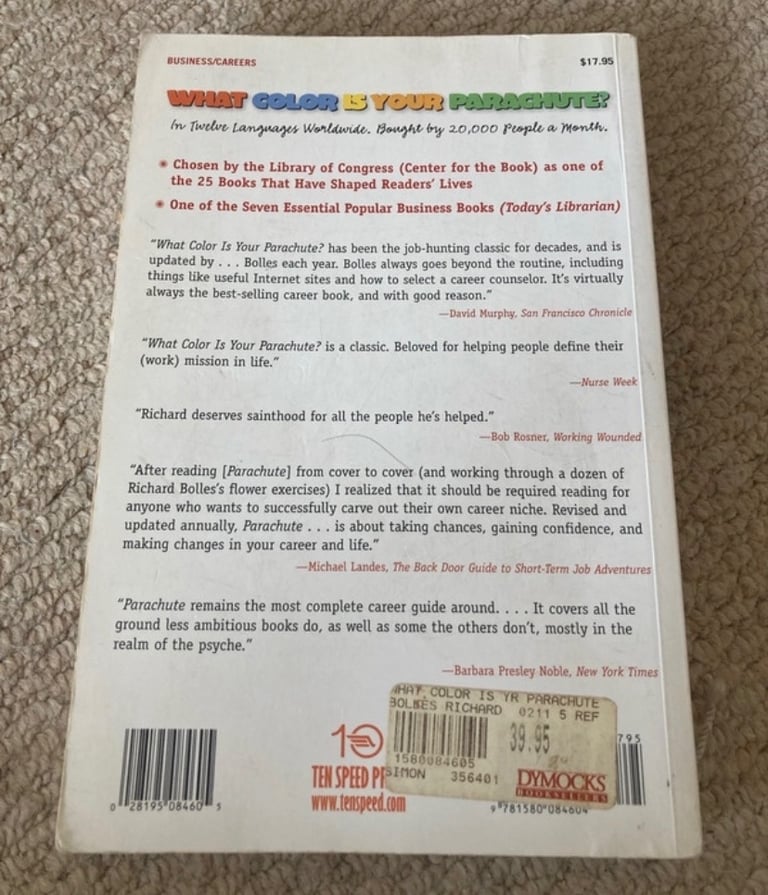 BUSINESS/CAREERS $17.95
WHAT COLOR IS YOUR PARACHUTE?
In Twelve Languages Worldwide. Bought by 20,000 People a Month.
• Chosen by the Library of Congress (Center for the Book) as one of
the 25 Books That Have Shaped Readers' Lives
• One of the Seven Essential Popular Business Books (Today's Librarian)
"What Color Is Your Parachute? has been the job-hunting classic for decades, and is
updated by . . . Bolles each year. Bolles always goes beyond the routine, including
things like useful Internet sites and how to select a career counselor. It's virtually
always the best-selling career book, and with good reason."
—David Murphy, San Francisco Chronicle
"What Color Is Your Parachute? is a classic. Beloved for helping people define their
(work) mission in life."
—Nurse Week
"Richard deserves sainthood for all the people he's helped."
—Bob Rosner, Working Wounded
"After reading [Parachute] from cover to cover (and working through a dozen of
Richard Bolles's flower exercises) I realized that it should be required reading for
anyone who wants to successfully carve out their own career niche. Revised and
updated annually, Parachute . . . is about taking chances, gaining confidence, and
making changes in your career and life."
—Michael Landes, The Back Door Guide to Short-Term Job Adventures
"Parachute remains the most complete career guide around. . . . It covers all the
ground less ambitious books do, as well as some the others don't, mostly in the
realm of the psyche."
—Barbara Presley Noble, New York Times
WHAT COLOR IS YR PARACHUTE
BOLLES RICHARD 0211 5 REF
39.95
1580084605
SIMON 356401
DYMOCKS
BOOKSELLERS
0 28195 08460 5
10
TEN SPEED P
www.tenspeed.com
795
9 781580 084604